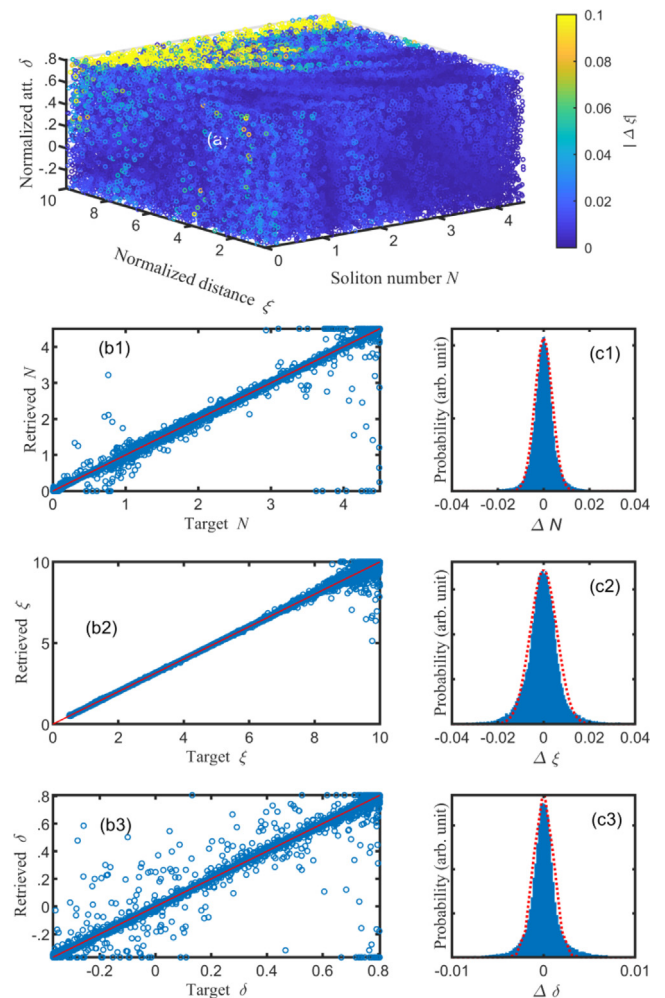 0.1
0.08
0.06
0.04
0.02
0
| Δ ξ|
Normalized att. δ
.8
.6
.4
.2
0
-.2
(a)
10
8
6
4
2
Normalized distance ξ
0
1
2
3
4
Soliton number N
(b1)
Retrieved N
4
3
2
1
0
0
1
2
3
4
Target N
(c1)
Probability (arb. unit)
-0.04
-0.02
0
0.02
0.04
Δ N
(b2)
Retrieved ξ
10
5
0
0
2
4
6
8
10
Target ξ
(c2)
Probability (arb. unit)
-0.04
-0.02
0
0.02
0.04
Δ ξ
(b3)
Retrieved δ
.8
.6
.4
.2
0
-.2
-0.2
0
0.2
0.4
0.6
0.8
Target δ
(c3)
Probability (arb. unit)
-0.01
0
0.01
Δ δ